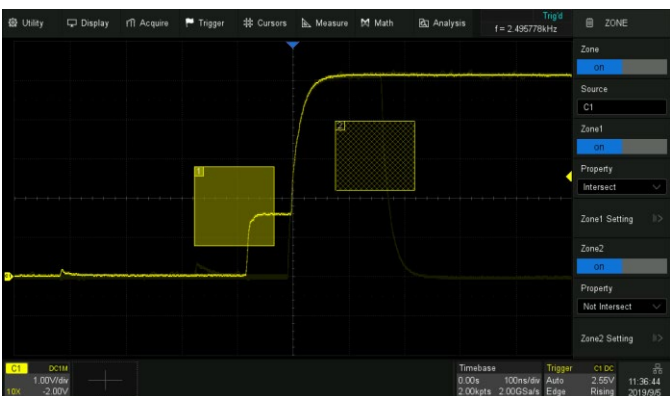 Utility
Display
Acquire
Trigger
Cursors
Measure
Math
Analysis
Trig'd
f = 2.495778kHz
ZONE
Zone
on
Source
C1
Zone1
on
Property
Intersect
Zone1 Setting
Zone2
on
Property
Not Intersect
Zone2 Setting
1
2
C1
C1 DC1M
1.00V/div
10X -2.00V
Timebase
0.00s 100ns/div
2.00kpts 2.00GSa/s
Trigger C1 DC
Auto 2.55V
Edge Rising
11:36:44
2019/9/5